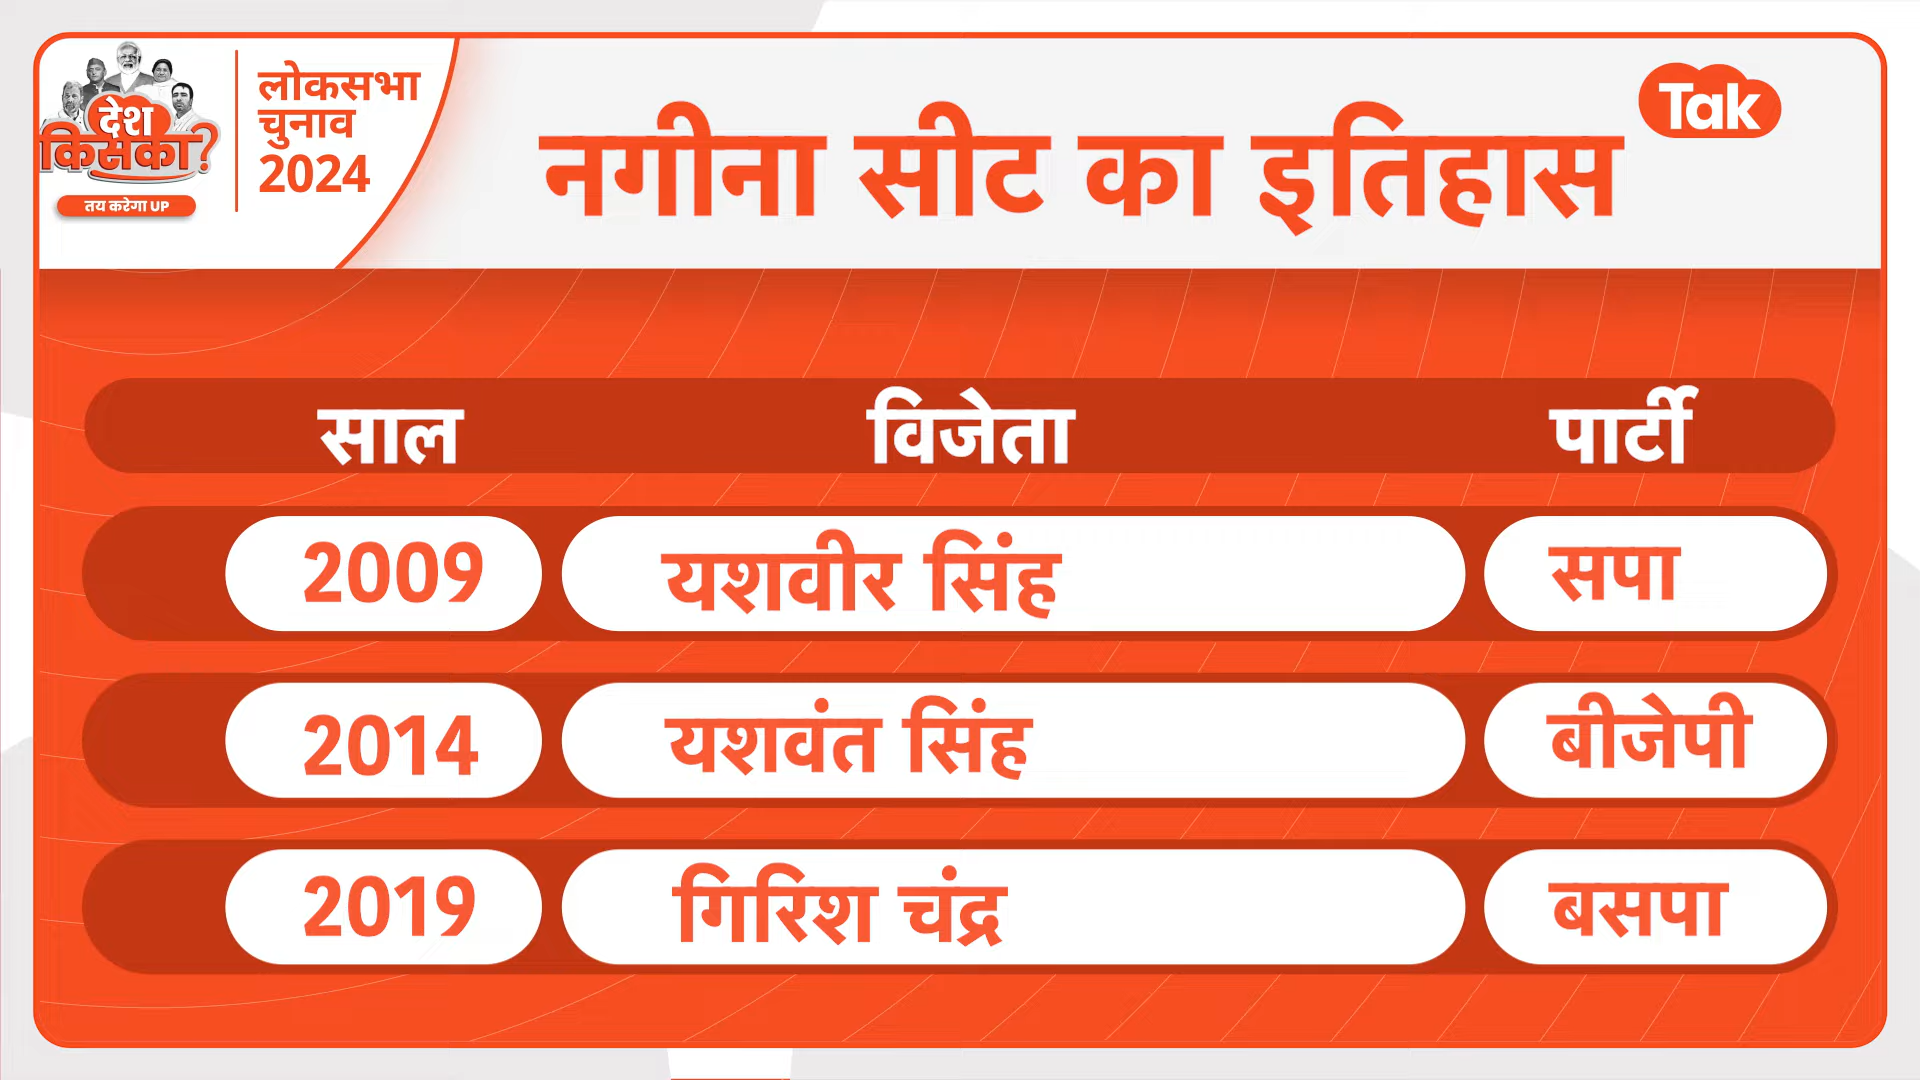 देश
किसका?
तय करेगा UP
लोकसभा
चुनाव
2024
नगीना सीट का इतिहास
Tak
साल विजेता पार्टी
2009 यशवीर सिंह सपा
2014 यशवंत सिंह बीजेपी
2019 गिरिश चंद्र बसपा